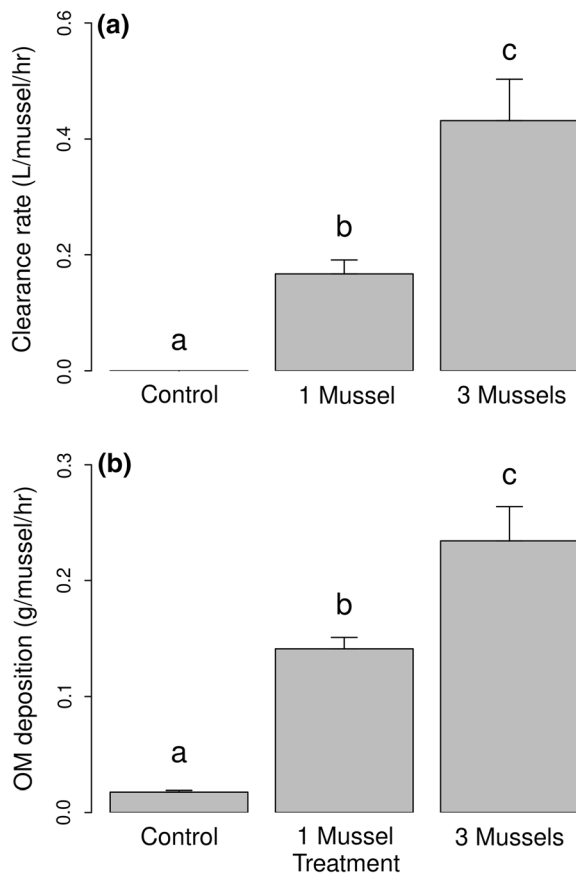 (a)
Clearance rate (L/mussel/hr)
0.6
0.4
0.2
0.0
a
b
c
Control
1 Mussel
3 Mussels
(b)
OM deposition (g/mussel/hr)
0.3
0.2
0.1
0.0
a
b
c
Control
1 Mussel
3 Mussels
Treatment